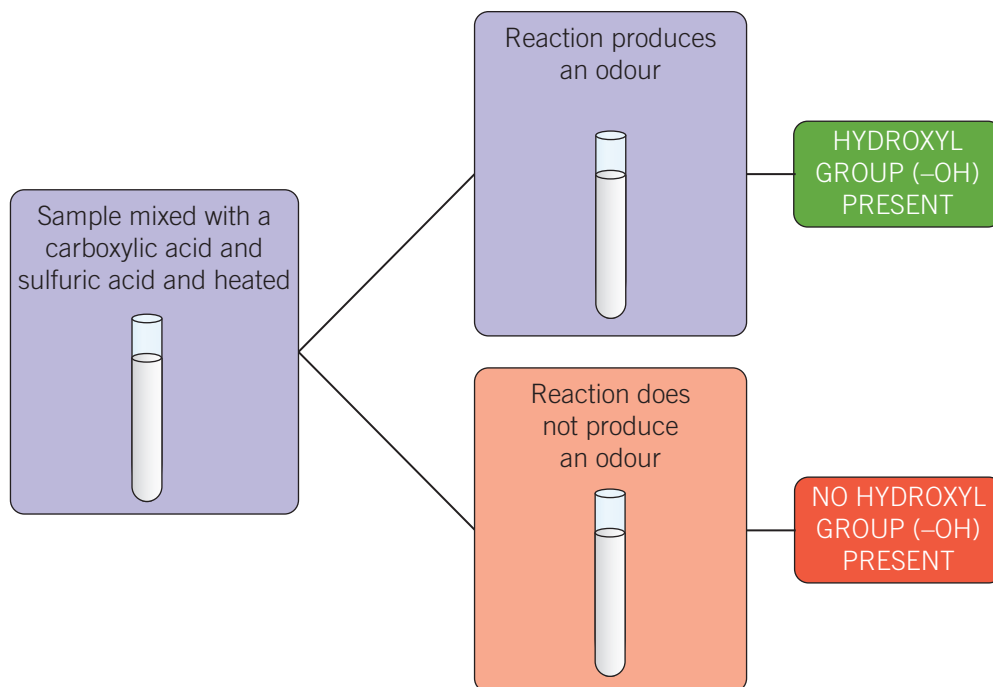 Sample mixed with a
carboxylic acid and
sulfuric acid and heated
Reaction produces
an odour
HYDROXYL
GROUP (–OH)
PRESENT
Reaction does
not produce
an odour
NO HYDROXYL
GROUP (–OH)
PRESENT